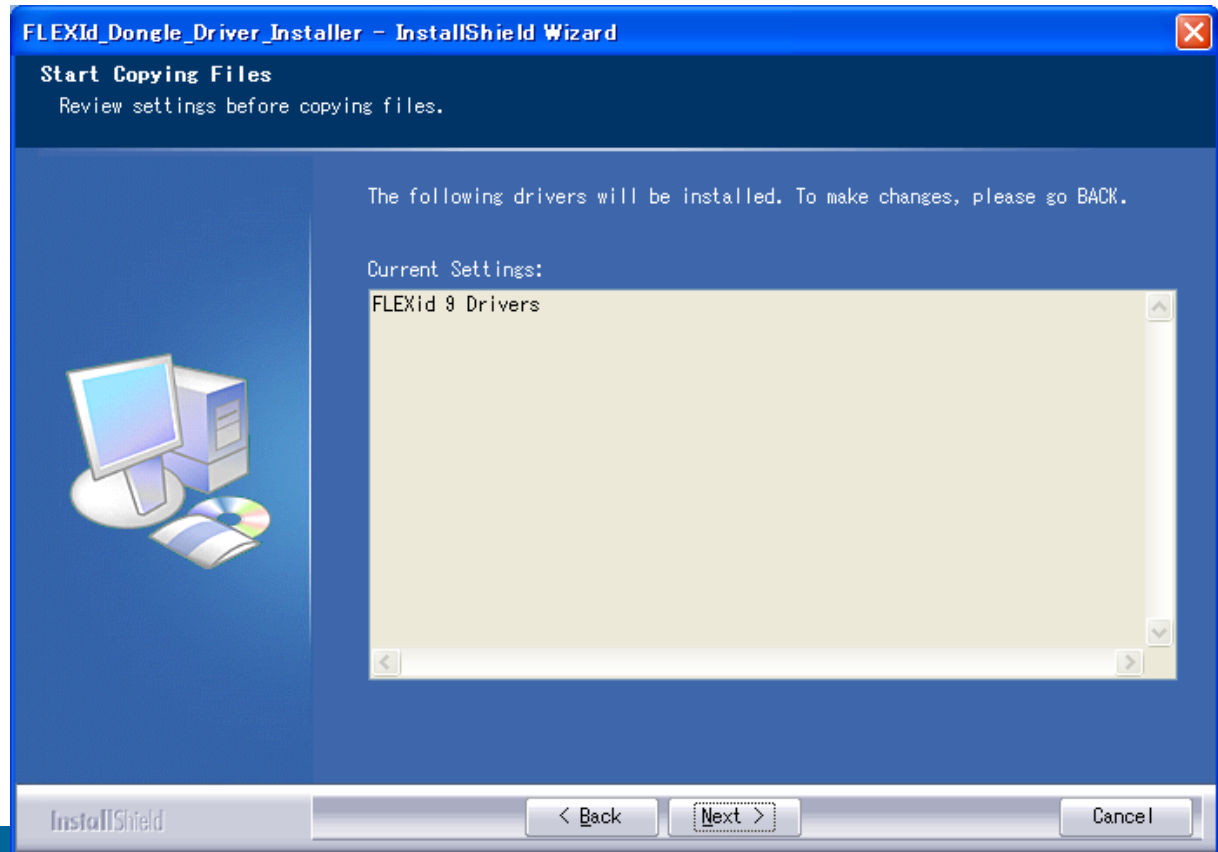 FLEXId_Dongle_Driver_Installer - InstallShield Wizard
Start Copying Files
Review settings before copying files.
The following drivers will be installed. To make changes, please go BACK.
Current Settings:
FLEXid 9 Drivers
InstallShield
< Back
Next >
Cancel